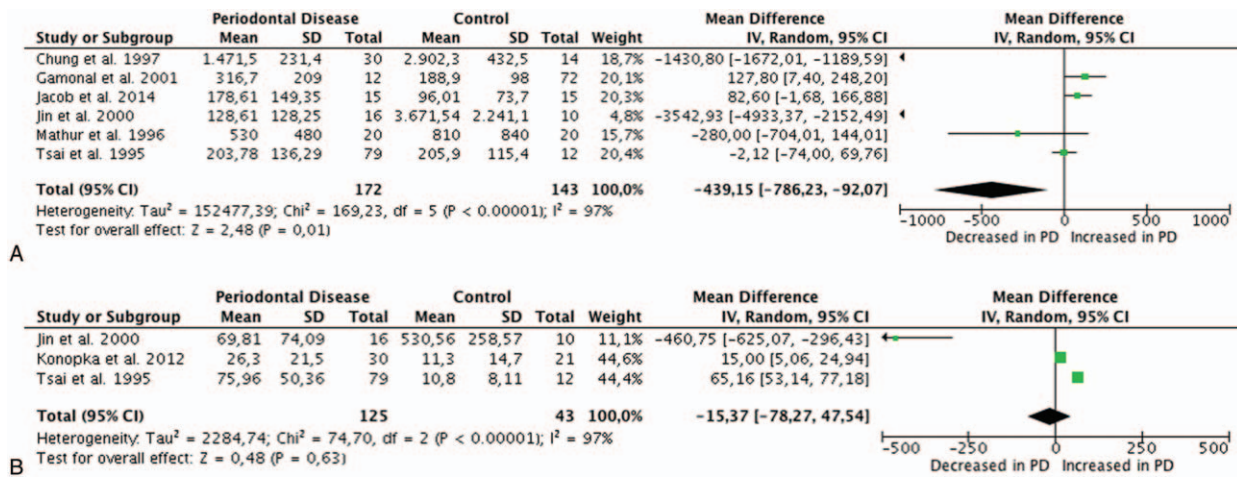 Periodontal Disease Control Mean Difference Mean Difference
Study or Subgroup Mean SD Total Mean SD Total Weight IV, Random, 95% CI IV, Random, 95% CI
Chung et al. 1997 1.471,5 231,4 30 2.902,3 432,5 14 18,7% -1430,80 [-1672,01, -1189,59]
Gamonal et al. 2001 316,7 209 12 188,9 98 72 20,1% 127,80 [7,40, 248,20]
Jacob et al. 2014 178,61 149,35 15 96,01 73,7 15 20,3% 82,60 [-1,68, 166,88]
Jin et al. 2000 128,61 128,25 16 3.671,54 2.241,1 10 4,8% -3542,93 [-4933,37, -2152,49]
Mathur et al. 1996 530 480 20 810 840 20 15,7% -280,00 [-704,01, 144,01]
Tsai et al. 1995 203,78 136,29 79 205,9 115,4 12 20,4% -2,12 [-74,00, 69,76]
Total (95% CI) 172 143 100,0% -439,15 [-786,23, -92,07]
Heterogeneity: Tau² = 152477,39; Chi² = 169,23, df = 5 (P < 0.00001); I² = 97%
Test for overall effect: Z = 2,48 (P = 0,01)
-1000 -500 0 500 1000
Decreased in PD Increased in PD
A
Periodontal Disease Control Mean Difference Mean Difference
Study or Subgroup Mean SD Total Mean SD Total Weight IV, Random, 95% CI IV, Random, 95% CI
Jin et al. 2000 69,81 74,09 16 530,56 258,57 10 11,1% -460,75 [-625,07, -296,43]
Konopka et al. 2012 26,3 21,5 30 11,3 14,7 21 44,6% 15,00 [5,06, 24,94]
Tsai et al. 1995 75,96 50,36 79 10,8 8,11 12 44,4% 65,16 [53,14, 77,18]
Total (95% CI) 125 43 100,0% -15,37 [-78,27, 47,54]
Heterogeneity: Tau² = 2284,74; Chi² = 74,70, df = 2 (P < 0.00001); I² = 97%
Test for overall effect: Z = 0,48 (P = 0,63)
-500 -250 0 250 500
Decreased in PD Increased in PD
B